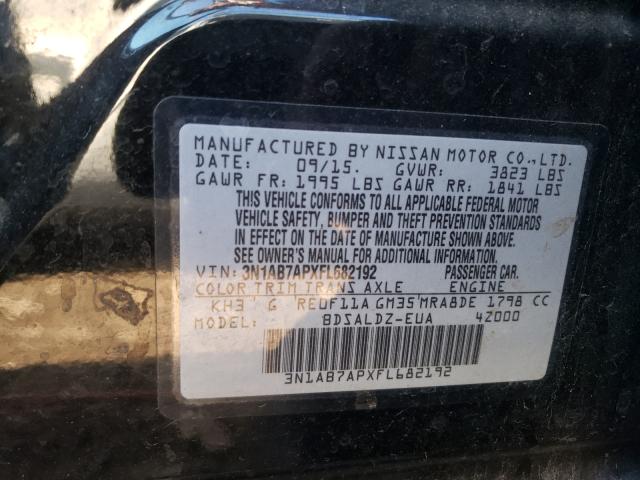 MANUFACTURED BY NISSAN MOTOR CO.,LTD.
DATE: 09/15. GVWR: 3823 LBS
GAWR FR: 1995 LBS GAWR RR: 1841 LBS
THIS VEHICLE CONFORMS TO ALL APPLICABLE FEDERAL MOTOR
VEHICLE SAFETY, BUMPER AND THEFT PREVENTION STANDARDS
IN EFFECT ON THE DATE OF MANUFACTURE SHOWN ABOVE.
SEE OWNER'S MANUAL FOR ADDITIONAL INFORMATION.
VIN: 3N1AB7APXFL682192 PASSENGER CAR.
COLOR TRIM TRANS AXLE ENGINE
KH3 G RE0F11A GM35 MRA8DE 1798 CC
MODEL: BDSALDZ-EUA 42000
3N1AB7APXFL682192